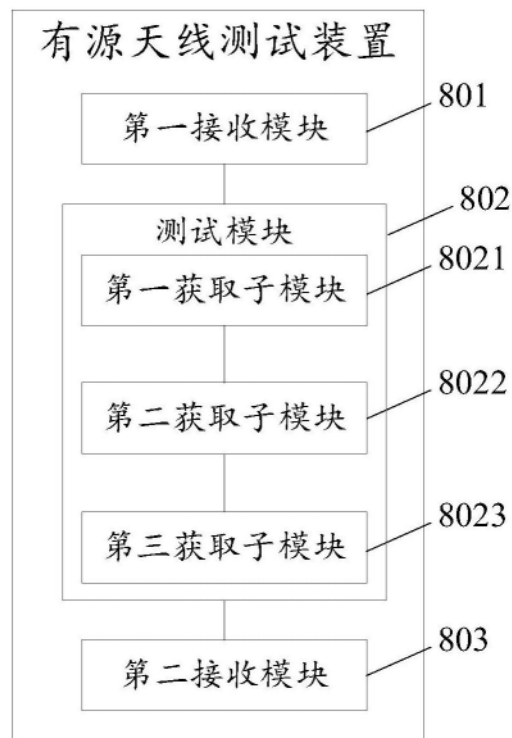 有源天线测试装置
801
第一接收模块
802
测试模块
8021
第一获取子模块
8022
第二获取子模块
8023
第三获取子模块
803
第二接收模块